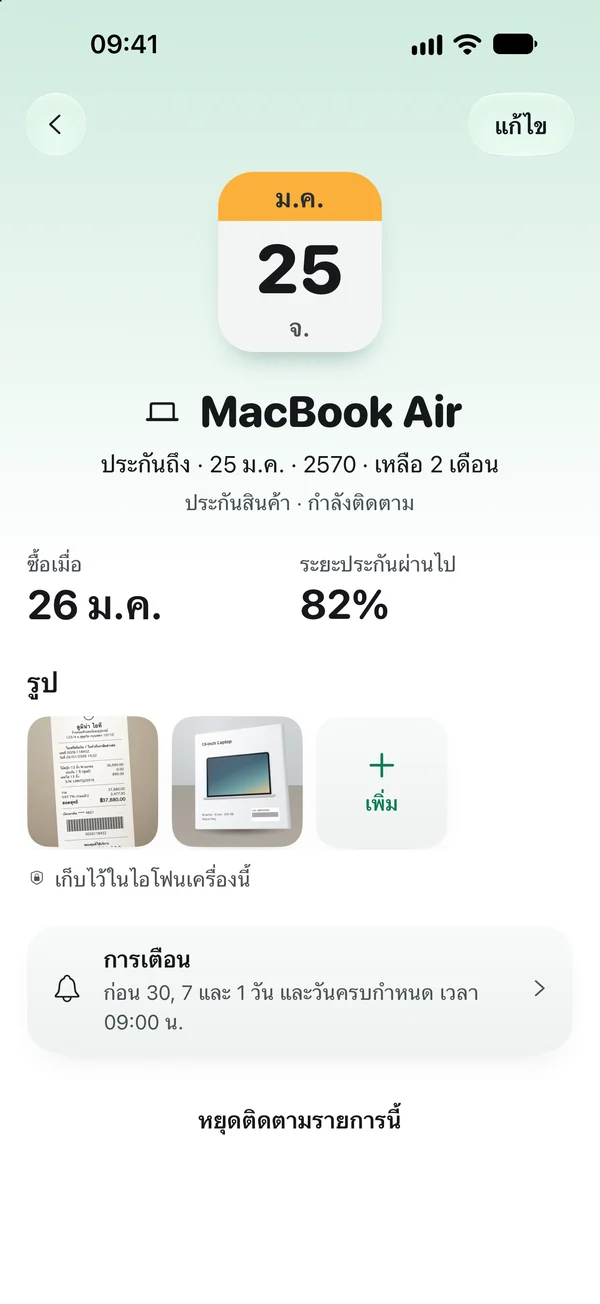 09:41
แก้ไข
ม.ค.
25
จ.
MacBook Air
ประกันถึง · 25 ม.ค. · 2570 · เหลือ 2 เดือน
ประกันสินค้า · กำลังติดตาม
ซื้อเมื่อ
26 ม.ค.
ระยะประกันผ่านไป
82%
รูป
13-inch Laptop
฿37,880.00
เพิ่ม
เก็บไว้ในไอโฟนเครื่องนี้
การเตือน
ก่อน 30, 7 และ 1 วัน และวันครบกำหนด เวลา
09:00 น.
หยุดติดตามรายการนี้